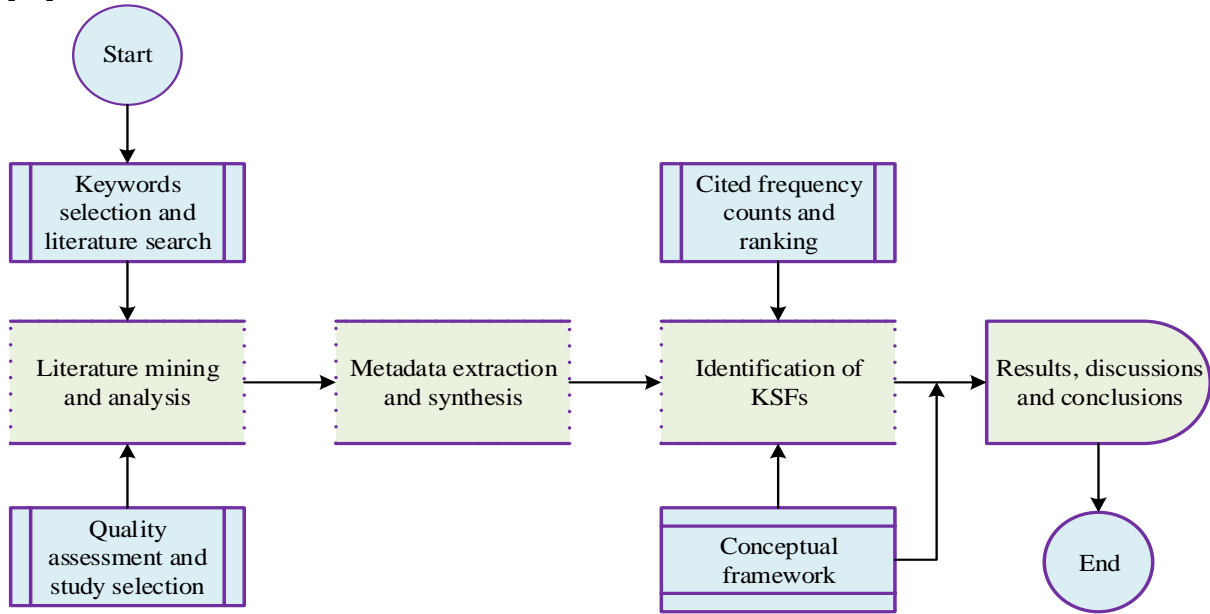 Start
Keywords
selection and
literature search
Cited frequency
counts and
ranking
Literature mining
and analysis
Metadata extraction
and synthesis
Identification of
KSFs
Results, discussions
and conclusions
Quality
assessment and
study selection
Conceptual
framework
End